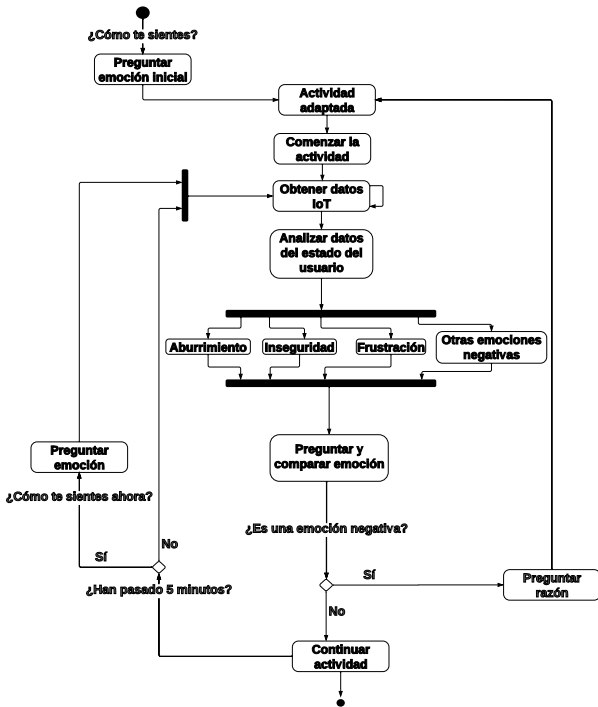 ¿Cómo te sientes?
Preguntar
emoción inicial
Actividad
adaptada
Comenzar la
actividad
Obtener datos
IoT
Analizar datos
del estado del
usuario
Aburrimiento
Inseguridad
Frustración
Otras emociones
negativas
Preguntar
emoción
Preguntar y
comparar emoción
¿Cómo te sientes ahora?
¿Es una emoción negativa?
No
Sí
¿Han pasado 5 minutos?
Sí
Preguntar
razón
No
Continuar
actividad